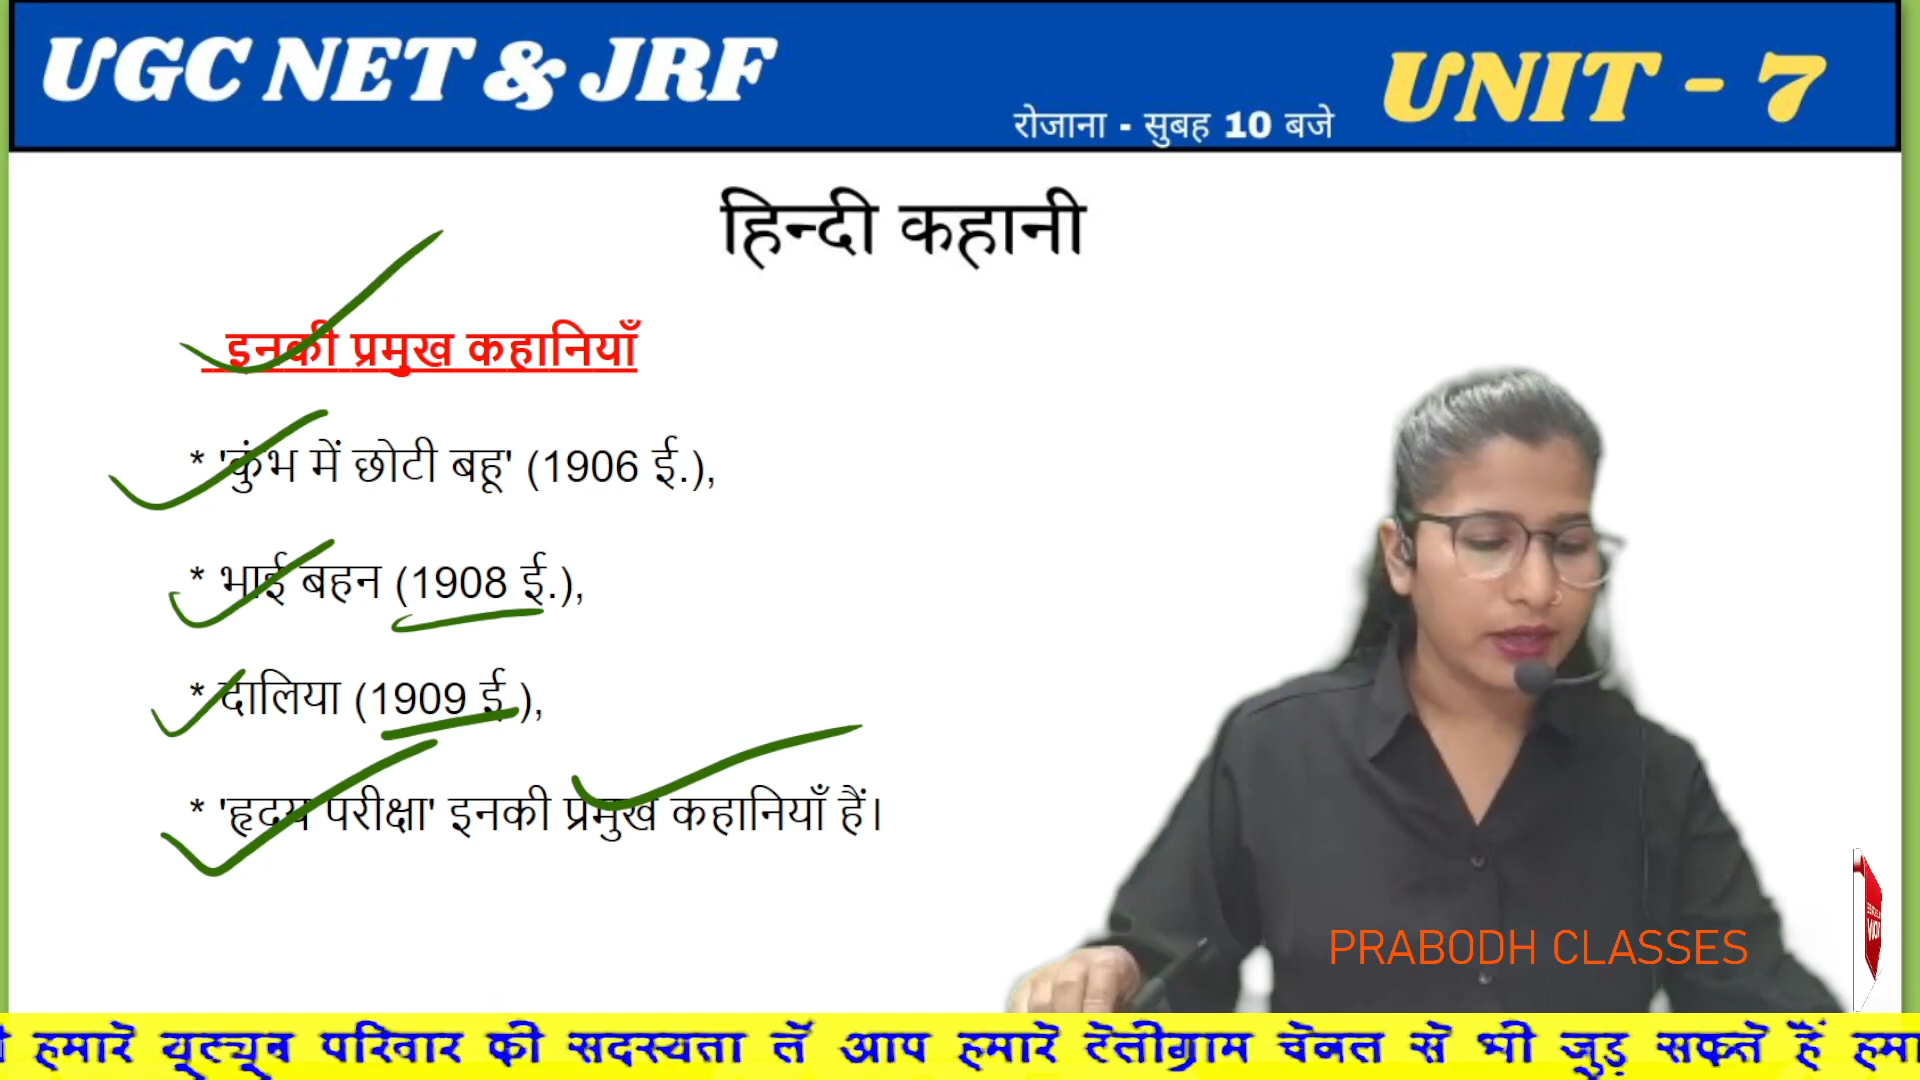 UGC NET & JRF
रोजाना - सुबह 10 बजे
UNIT - 7
हिन्दी कहानी
इनकी प्रमुख कहानियाँ
* 'कुंभ में छोटी बहू' (1906 ई.),
* भाई बहन (1908 ई.),
* दालिया (1909 ई.),
* 'हृदय परीक्षा' इनकी प्रमुख कहानियाँ हैं।
PRABODH CLASSES
हमारे यूट्यूब परिवार की सदस्यता लें आप हमारे टेलीग्राम चैनल से भी जुड़ सकते हैं